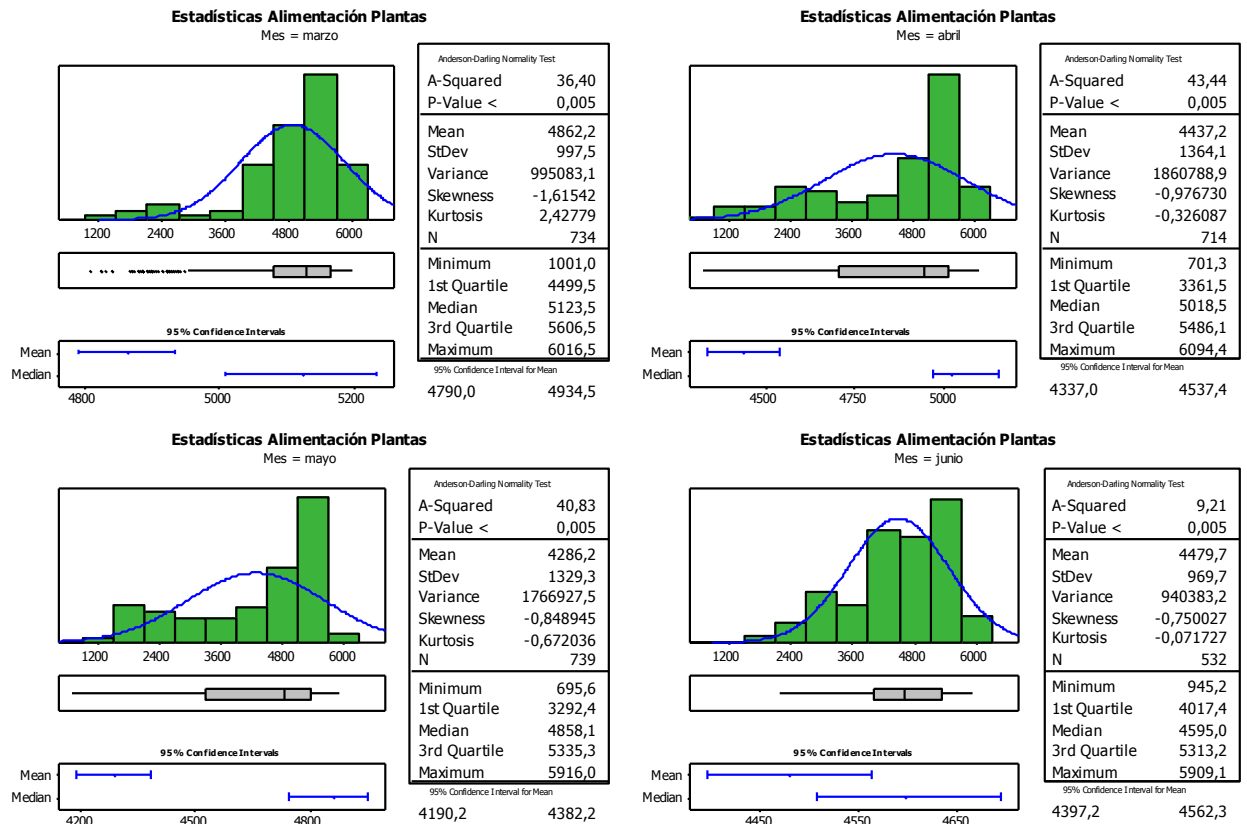 Estadísticas Alimentación Plantas
Mes = marzo
Anderson-Darling Normality Test
A-Squared 36,40
P-Value < 0,005
Mean 4862,2
StDev 997,5
Variance 995083,1
Skewness -1,61542
Kurtosis 2,42779
N 734
Minimum 1001,0
1st Quartile 4499,5
Median 5123,5
3rd Quartile 5606,5
Maximum 6016,5
95% Confidence Interval for Mean
4790,0 4934,5
1200 2400 3600 4800 6000
95% Confidence Intervals
Mean
Median
4800 5000 5200
Estadísticas Alimentación Plantas
Mes = abril
Anderson-Darling Normality Test
A-Squared 43,44
P-Value < 0,005
Mean 4437,2
StDev 1364,1
Variance 1860788,9
Skewness -0,976730
Kurtosis -0,326087
N 714
Minimum 701,3
1st Quartile 3361,5
Median 5018,5
3rd Quartile 5486,1
Maximum 6094,4
95% Confidence Interval for Mean
4337,0 4537,4
1200 2400 3600 4800 6000
95% Confidence Intervals
Mean
Median
4500 4750 5000
Estadísticas Alimentación Plantas
Mes = mayo
Anderson-Darling Normality Test
A-Squared 40,83
P-Value < 0,005
Mean 4286,2
StDev 1329,3
Variance 1766927,5
Skewness -0,848945
Kurtosis -0,672036
N 739
Minimum 695,6
1st Quartile 3292,4
Median 4858,1
3rd Quartile 5335,3
Maximum 5916,0
95% Confidence Interval for Mean
4190,2 4382,2
1200 2400 3600 4800 6000
95% Confidence Intervals
Mean
Median
4200 4500 4800
Estadísticas Alimentación Plantas
Mes = junio
Anderson-Darling Normality Test
A-Squared 9,21
P-Value < 0,005
Mean 4479,7
StDev 969,7
Variance 940383,2
Skewness -0,750027
Kurtosis -0,071727
N 532
Minimum 945,2
1st Quartile 4017,4
Median 4595,0
3rd Quartile 5313,2
Maximum 5909,1
95% Confidence Interval for Mean
4397,2 4562,3
1200 2400 3600 4800 6000
95% Confidence Intervals
Mean
Median
4450 4550 4650